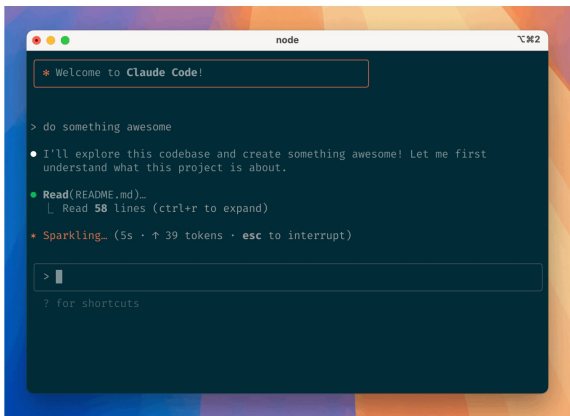 node
⌥⌘2
* Welcome to Claude Code!
> do something awesome
● I'll explore this codebase and create something awesome! Let me first
understand what this project is about.
● Read(README.md)…
⎿ Read 58 lines (ctrl+r to expand)
* Sparkling… (5s · ↑ 39 tokens · esc to interrupt)
>
? for shortcuts